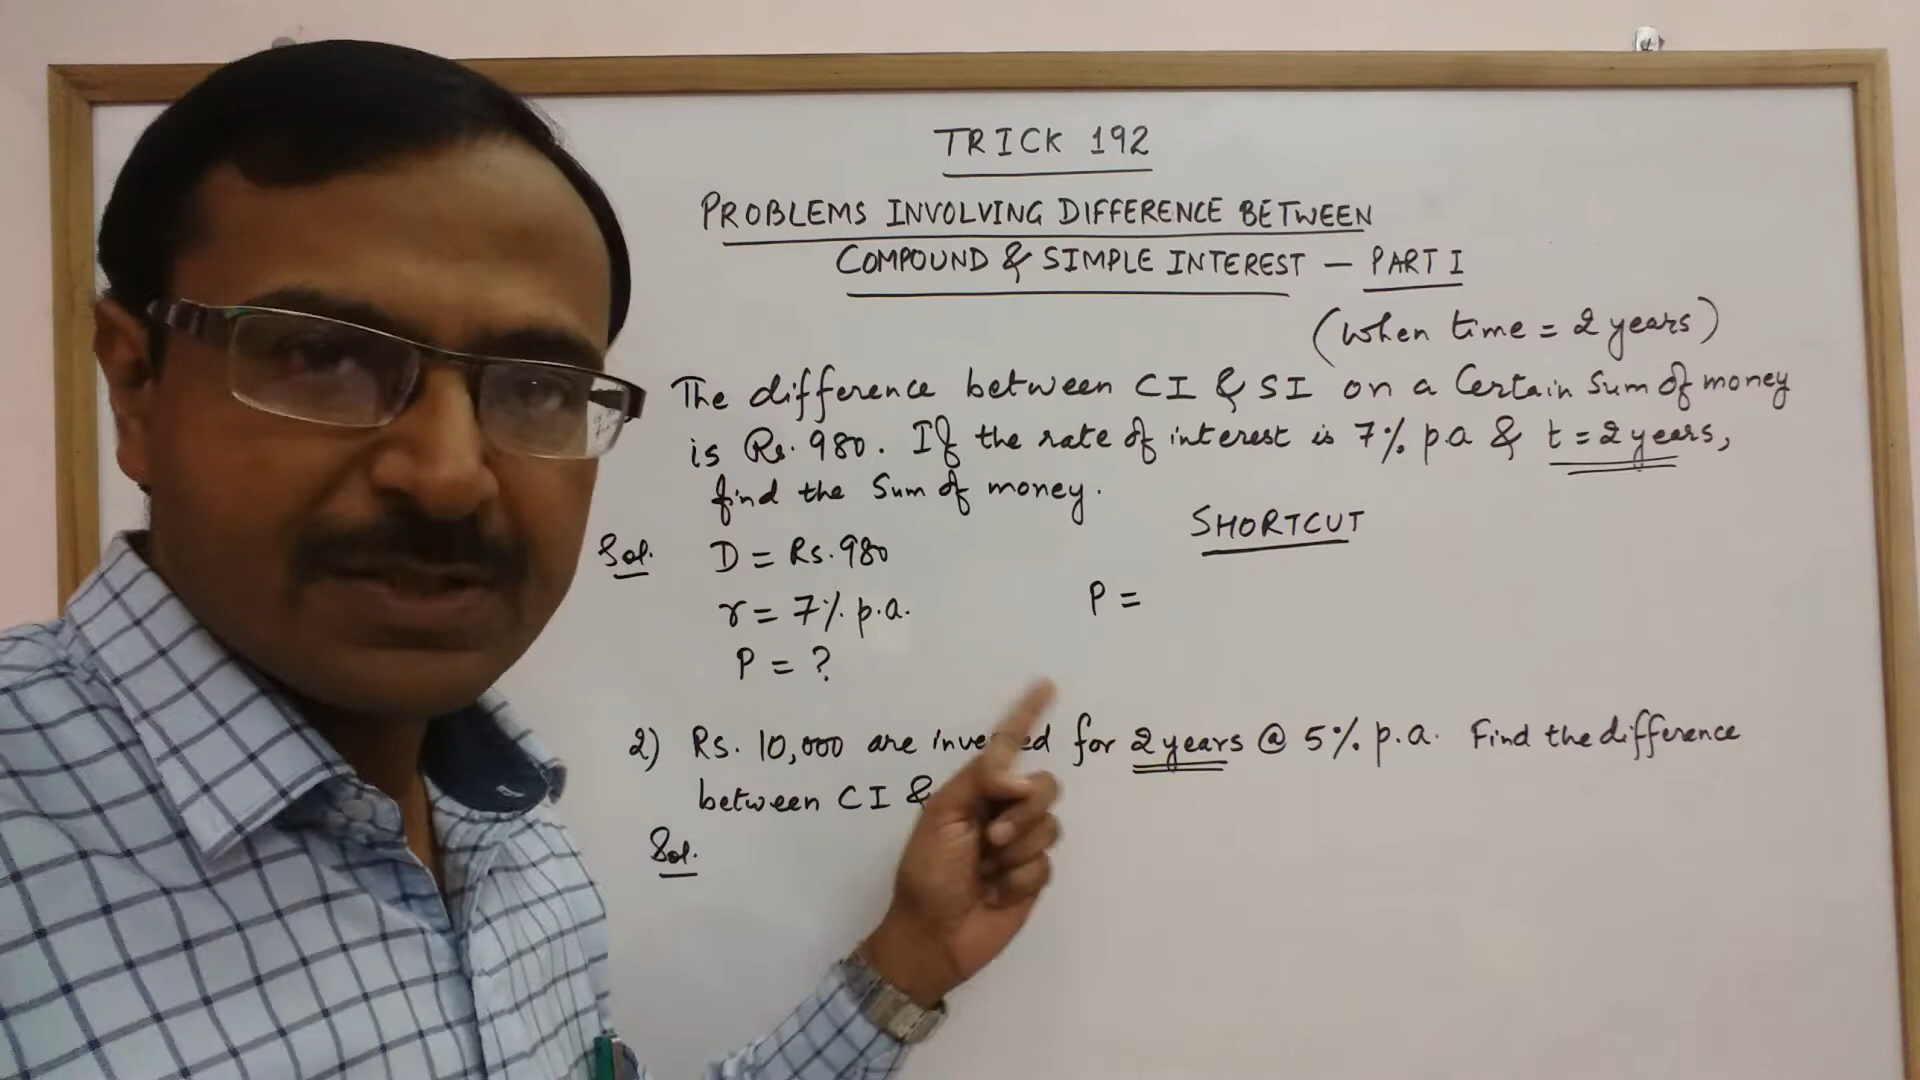 TRICK 192
PROBLEMS INVOLVING DIFFERENCE BETWEEN
COMPOUND & SIMPLE INTEREST – PART I
(When time = 2 years)
The difference between CI & SI on a Certain Sum of money
is Rs. 980. If the rate of interest is 7% p.a & t = 2 years,
find the Sum of money.
SHORTCUT
Sol. D = Rs. 980
r = 7% p.a.
P =
P = ?
2) Rs. 10,000 are for 2 years @ 5% p.a. Find the difference
between CI &
Sol.